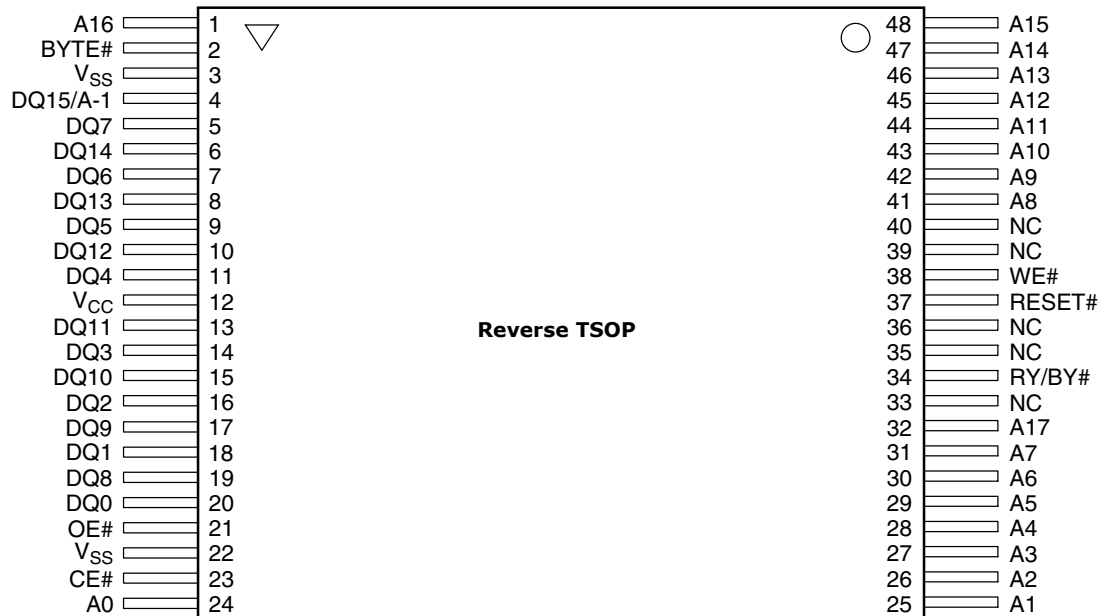 A16 1 48 A15
BYTE# 2 47 A14
VSS 3 46 A13
DQ15/A-1 4 45 A12
DQ7 5 44 A11
DQ14 6 43 A10
DQ6 7 42 A9
DQ13 8 41 A8
DQ5 9 40 NC
DQ12 10 39 NC
DQ4 11 38 WE#
VCC 12 37 RESET#
DQ11 13 Reverse TSOP 36 NC
DQ3 14 35 NC
DQ10 15 34 RY/BY#
DQ2 16 33 NC
DQ9 17 32 A17
DQ1 18 31 A7
DQ8 19 30 A6
DQ0 20 29 A5
OE# 21 28 A4
VSS 22 27 A3
CE# 23 26 A2
A0 24 25 A1